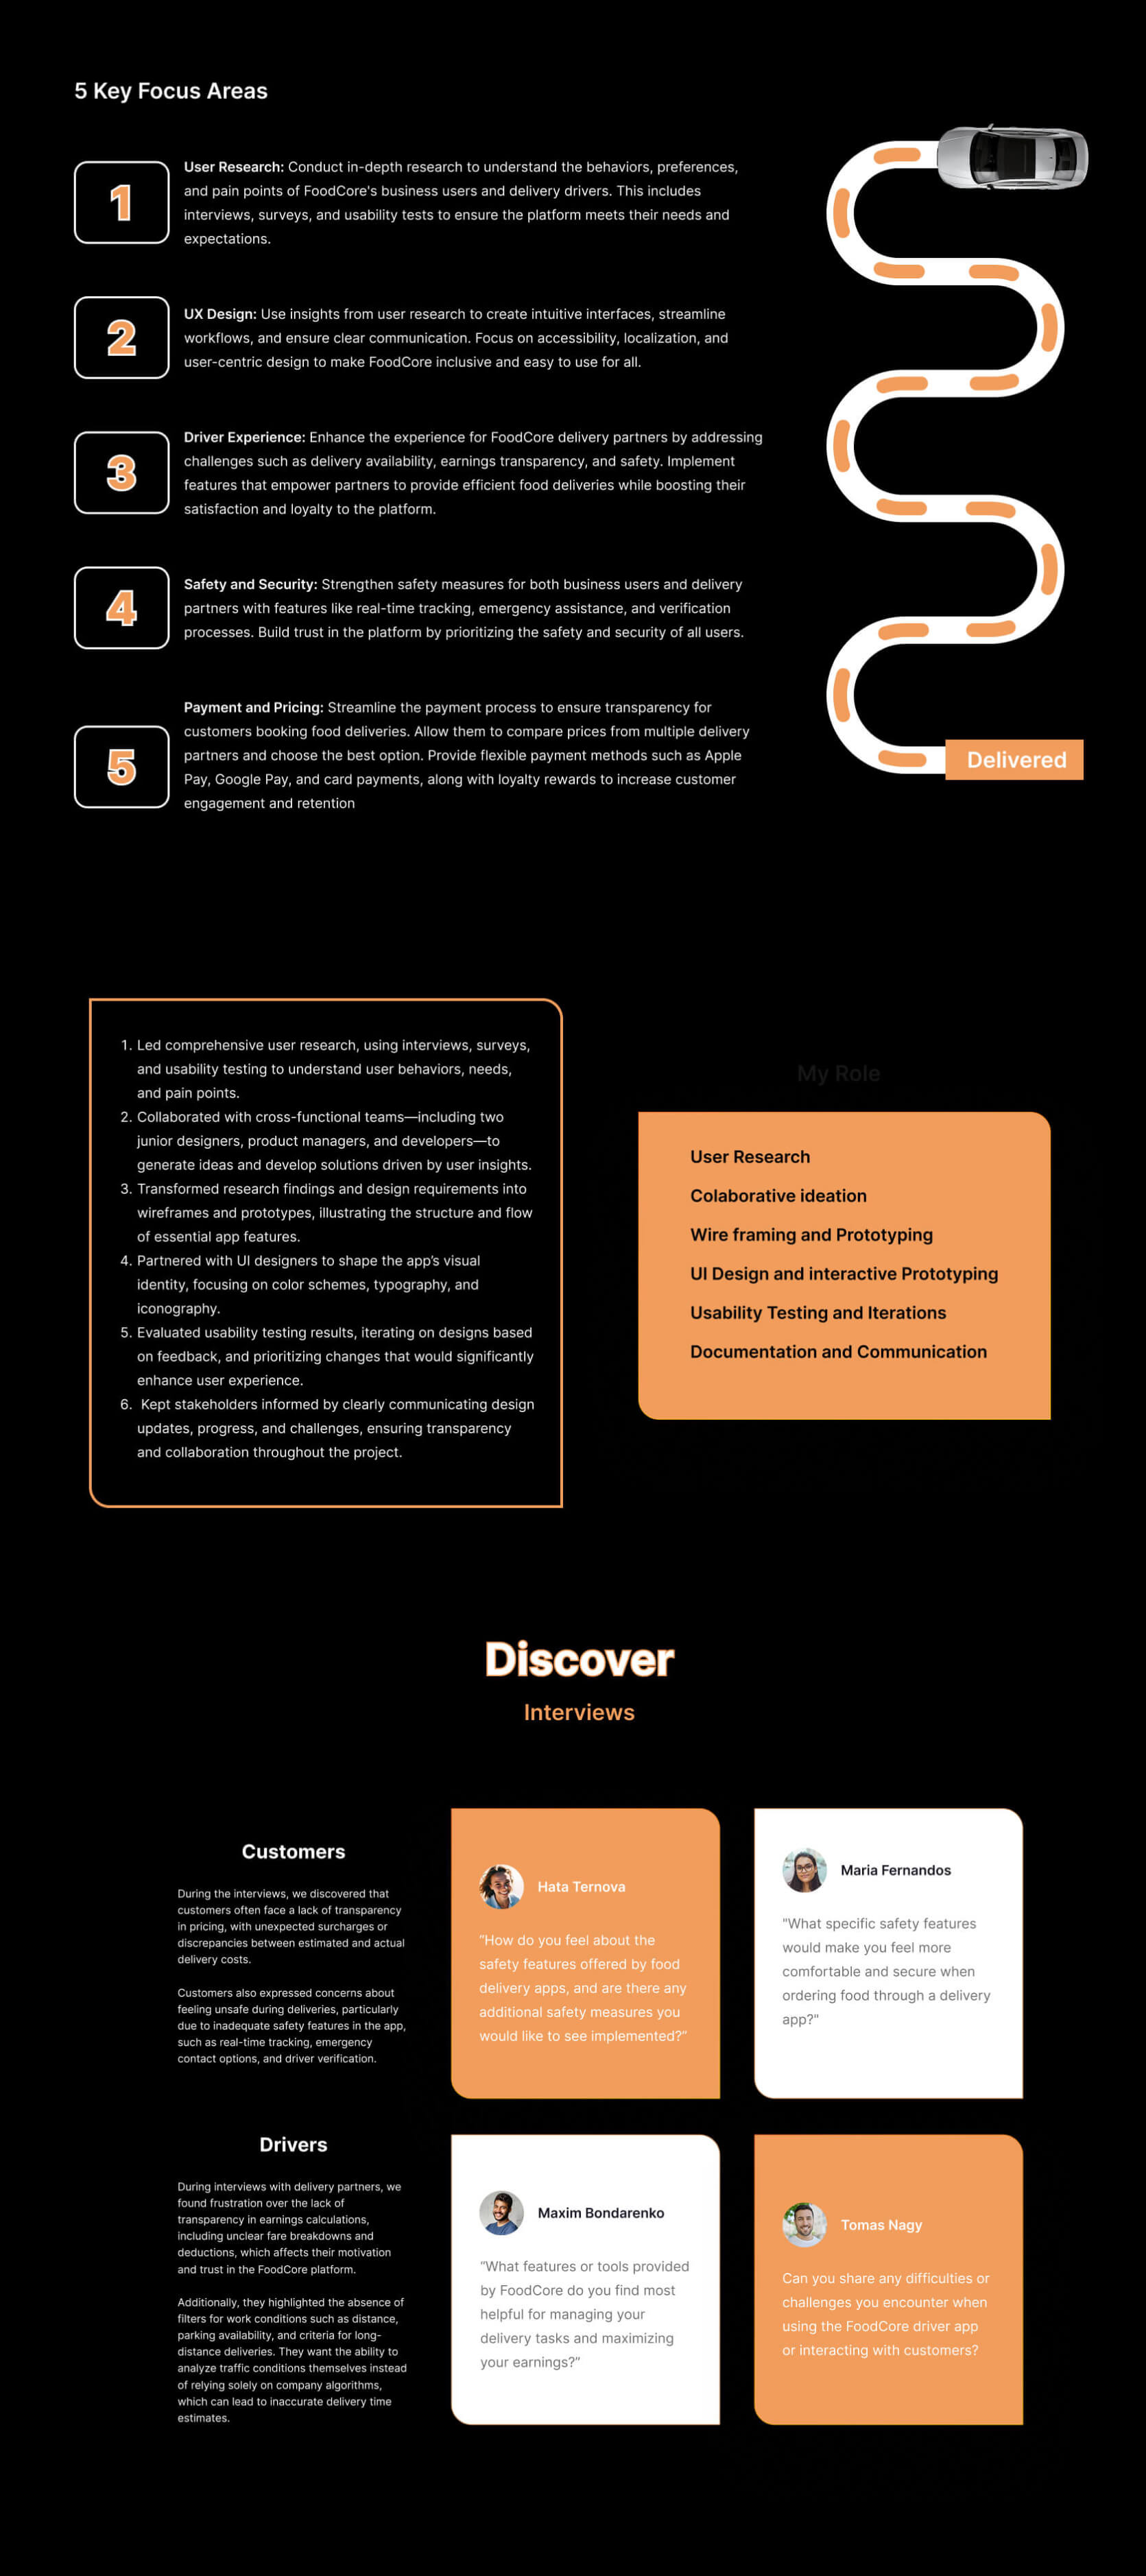 5 Key Focus Areas
1
User Research: Conduct in-depth research to understand the behaviors, preferences,
and pain points of FoodCore's business users and delivery drivers. This includes
interviews, surveys, and usability tests to ensure the platform meets their needs and
expectations.
2
UX Design: Use insights from user research to create intuitive interfaces, streamline
workflows, and ensure clear communication. Focus on accessibility, localization, and
user-centric design to make FoodCore inclusive and easy to use for all.
3
Driver Experience: Enhance the experience for FoodCore delivery partners by addressing
challenges such as delivery availability, earnings transparency, and safety. Implement
features that empower partners to provide efficient food deliveries while boosting their
satisfaction and loyalty to the platform.
4
Safety and Security: Strengthen safety measures for both business users and delivery
partners with features like real-time tracking, emergency assistance, and verification
processes. Build trust in the platform by prioritizing the safety and security of all users.
5
Payment and Pricing: Streamline the payment process to ensure transparency for
customers booking food deliveries. Allow them to compare prices from multiple delivery
partners and choose the best option. Provide flexible payment methods such as Apple
Pay, Google Pay, and card payments, along with loyalty rewards to increase customer
engagement and retention
Delivered
1. Led comprehensive user research, using interviews, surveys,
and usability testing to understand user behaviors, needs,
and pain points.
2. Collaborated with cross-functional teams—including two
junior designers, product managers, and developers—to
generate ideas and develop solutions driven by user insights.
3. Transformed research findings and design requirements into
wireframes and prototypes, illustrating the structure and flow
of essential app features.
4. Partnered with UI designers to shape the app’s visual
identity, focusing on color schemes, typography, and
iconography.
5. Evaluated usability testing results, iterating on designs based
on feedback, and prioritizing changes that would significantly
enhance user experience.
6. Kept stakeholders informed by clearly communicating design
updates, progress, and challenges, ensuring transparency
and collaboration throughout the project.
My Role
User Research
Colaborative ideation
Wire framing and Prototyping
UI Design and interactive Prototyping
Usability Testing and Iterations
Documentation and Communication
Discover
Interviews
Customers
During the interviews, we discovered that
customers often face a lack of transparency
in pricing, with unexpected surcharges or
discrepancies between estimated and actual
delivery costs.
Customers also expressed concerns about
feeling unsafe during deliveries, particularly
due to inadequate safety features in the app,
such as real-time tracking, emergency
contact options, and driver verification.
Hata Ternova
"How do you feel about the
safety features offered by food
delivery apps, and are there any
additional safety measures you
would like to see implemented?"
Maria Fernandos
"What specific safety features
would make you feel more
comfortable and secure when
ordering food through a delivery
app?"
Drivers
During interviews with delivery partners, we
found frustration over the lack of
transparency in earnings calculations,
including unclear fare breakdowns and
deductions, which affects their motivation
and trust in the FoodCore platform.
Additionally, they highlighted the absence of
filters for work conditions such as distance,
parking availability, and criteria for long-
distance deliveries. They want the ability to
analyze traffic conditions themselves instead
of relying solely on company algorithms,
which can lead to inaccurate delivery time
estimates.
Maxim Bondarenko
“What features or tools provided
by FoodCore do you find most
helpful for managing your
delivery tasks and maximizing
your earnings?”
Tomas Nagy
Can you share any difficulties or
challenges you encounter when
using the FoodCore driver app
or interacting with customers?